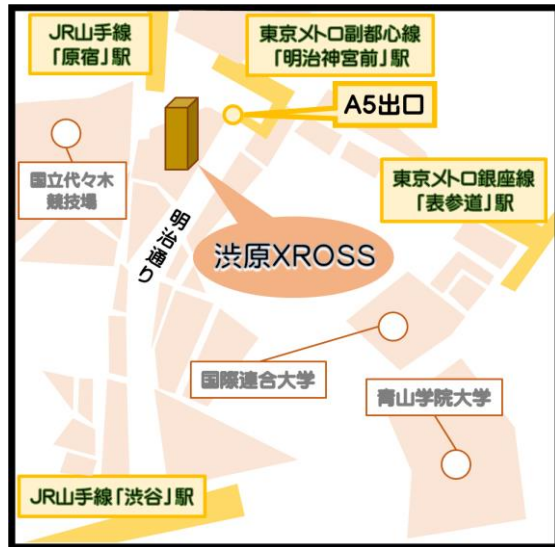 JR山手線
「原宿」駅
東京メトロ副都心線
「明治神宮前」駅
A5出口
国立代々木
競技場
東京メトロ銀座線
「表参道」駅
明治通り
渋原XROSS
国際連合大学
青山学院大学
JR山手線「渋谷」駅